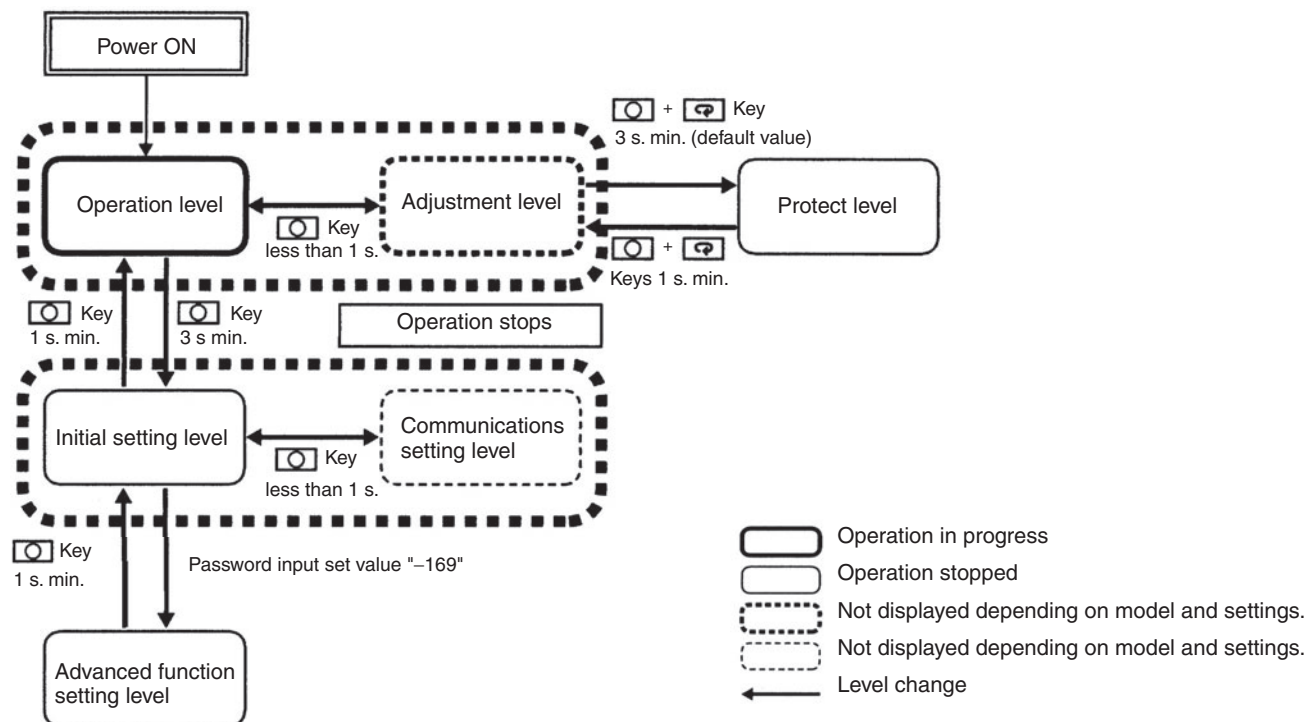 Power ON
+ Key
3 s. min. (default value)
Operation level
Adjustment level
Protect level
Key
less than 1 s.
+
Keys 1 s. min.
Key
1 s. min.
Key
3 s min.
Operation stops
Initial setting level
Communications
setting level
Key
less than 1 s.
Key
1 s. min.
Password input set value "–169"
Advanced function
setting level
Operation in progress
Operation stopped
Not displayed depending on model and settings.
Not displayed depending on model and settings.
Level change